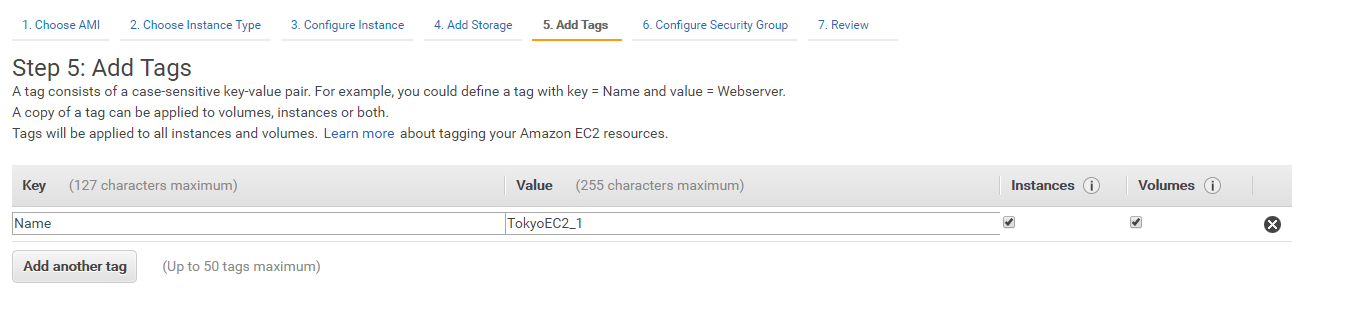 1. Choose AMI 2. Choose Instance Type 3. Configure Instance 4. Add Storage 5. Add Tags 6. Configure Security Group 7. Review
Step 5: Add Tags
A tag consists of a case-sensitive key-value pair. For example, you could define a tag with key = Name and value = Webserver.
A copy of a tag can be applied to volumes, instances or both.
Tags will be applied to all instances and volumes. Learn more about tagging your Amazon EC2 resources.
Key (127 characters maximum) Value (255 characters maximum) Instances i Volumes i
Name TokyoEC2_1
Add another tag (Up to 50 tags maximum)